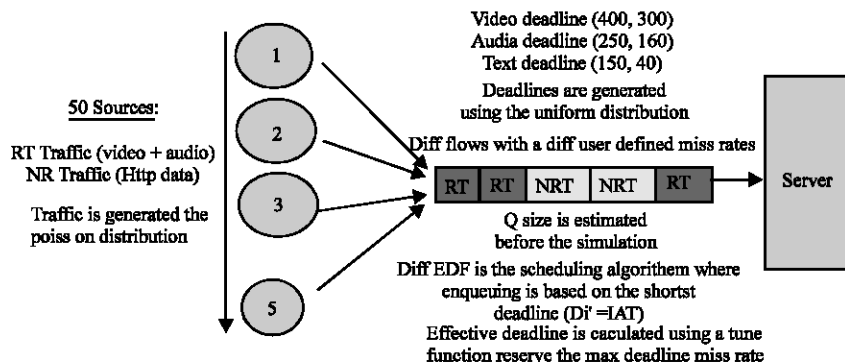 50 Sources:
RT Traffic (video + audio)
NR Traffic (Http data)
Traffic is generated the
poiss on distribution
1
2
3
5
Video deadline (400, 300)
Audia deadline (250, 160)
Text deadline (150, 40)
Deadlines are generated
using the uniform distribution
Diff flows with a diff user defined miss rates
RT RT NRT NRT RT
Q size is estimated
before the simulation
Diff EDF is the scheduling algorithem where
enqueuing is based on the shortst
deadline (Di' =IAT)
Effective deadline is caculated using a tune
function reserve the max deadline miss rate
Server